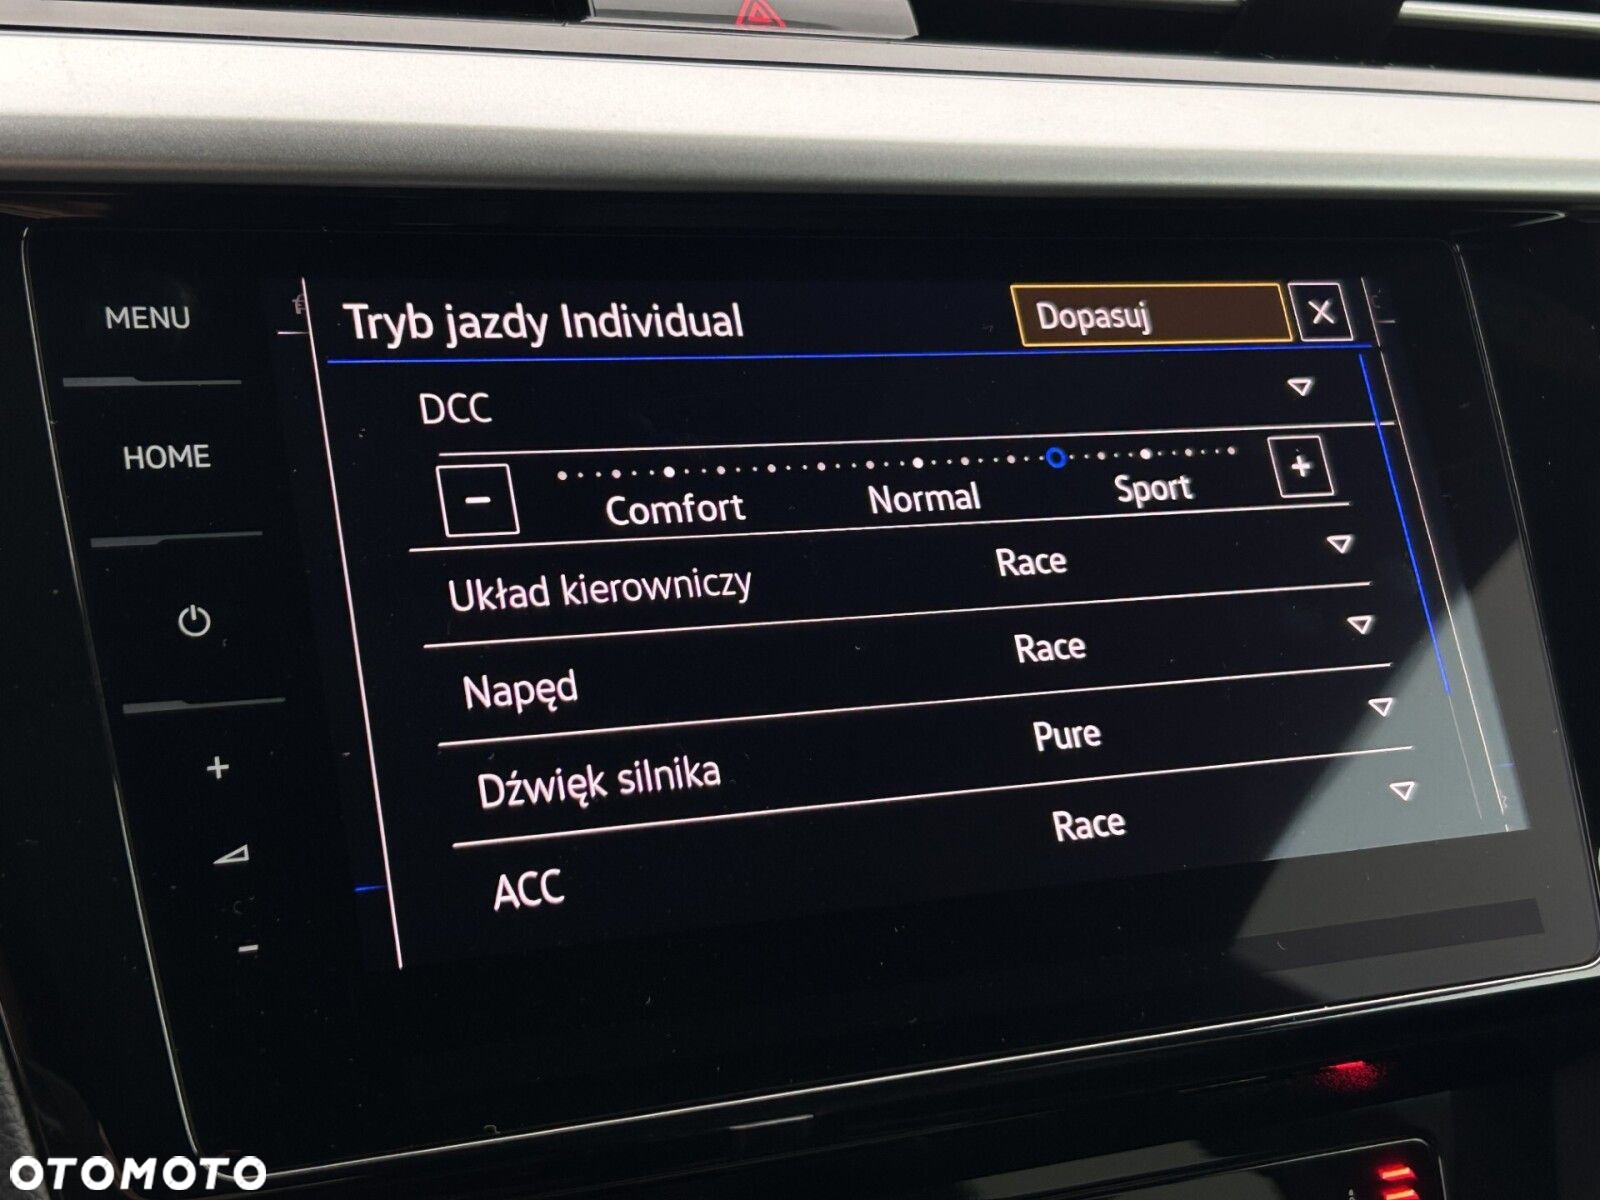 MENU
HOME
Tryb jazdy Individual
Dopasuj
X
DCC
Comfort Normal Sport
Układ kierowniczy Race
Napęd Race
Dźwięk silnika Pure
ACC Race
OTOMOTO